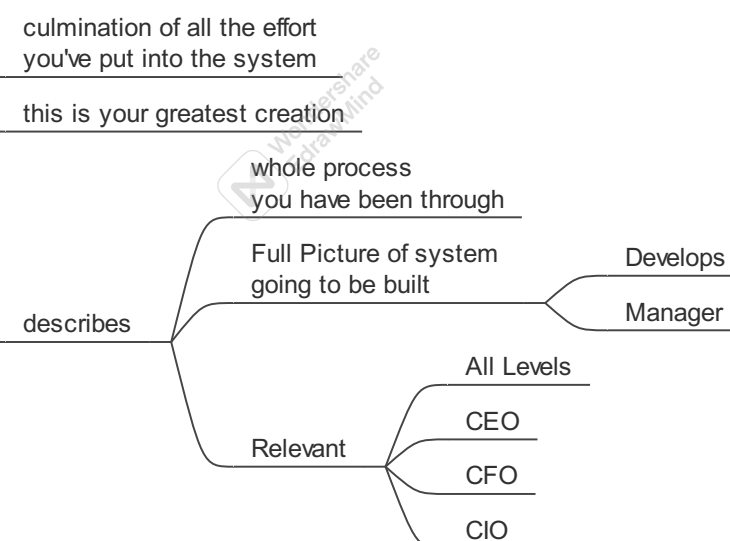 culmination of all the effort
you've put into the system
this is your greatest creation
Wondershare
EdrawMind
whole process
you have been through
Full Picture of system
going to be built
Develops
Manager
describes
All Levels
CEO
Relevant
CFO
CIO